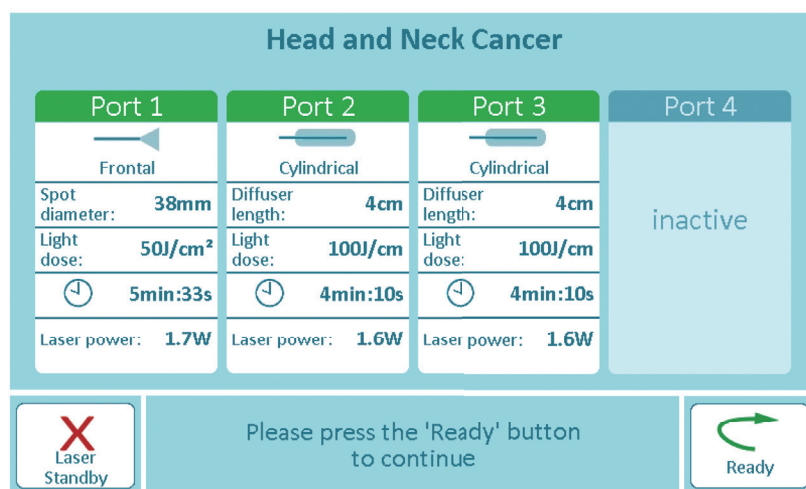 Head and Neck Cancer
Port 1
Frontal
Spot diameter: 38mm
Light dose: 50J/cm²
5min:33s
Laser power: 1.7W
Port 2
Cylindrical
Diffuser length: 4cm
Light dose: 100J/cm
4min:10s
Laser power: 1.6W
Port 3
Cylindrical
Diffuser length: 4cm
Light dose: 100J/cm
4min:10s
Laser power: 1.6W
Port 4
inactive
X
Laser
Standby
Please press the 'Ready' button
to continue
Ready